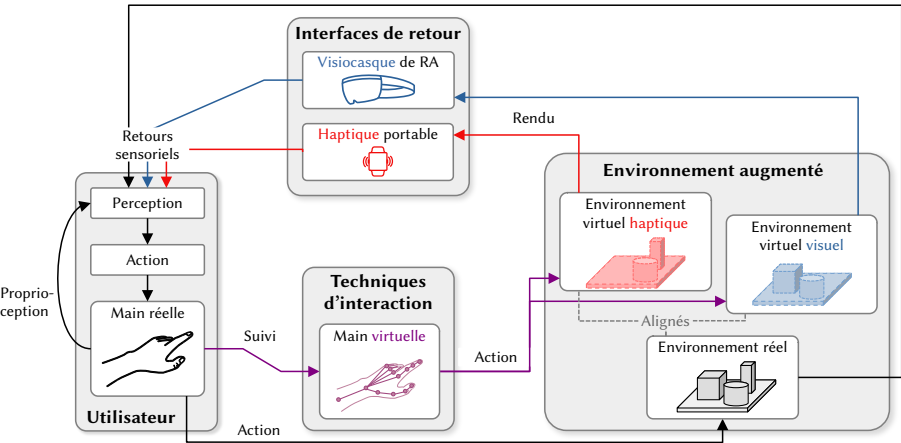 Interfaces de retour
Visiocasque de RA
Haptique portable
Rendu
Retours
sensoriels
Perception
Action
Main réelle
Proprio-
ception
Utilisateur
Suivi
Techniques
d'interaction
Main virtuelle
Action
Action
Environnement augmenté
Environnement
virtuel haptique
Environnement
virtuel visuel
Alignés
Environnement réel